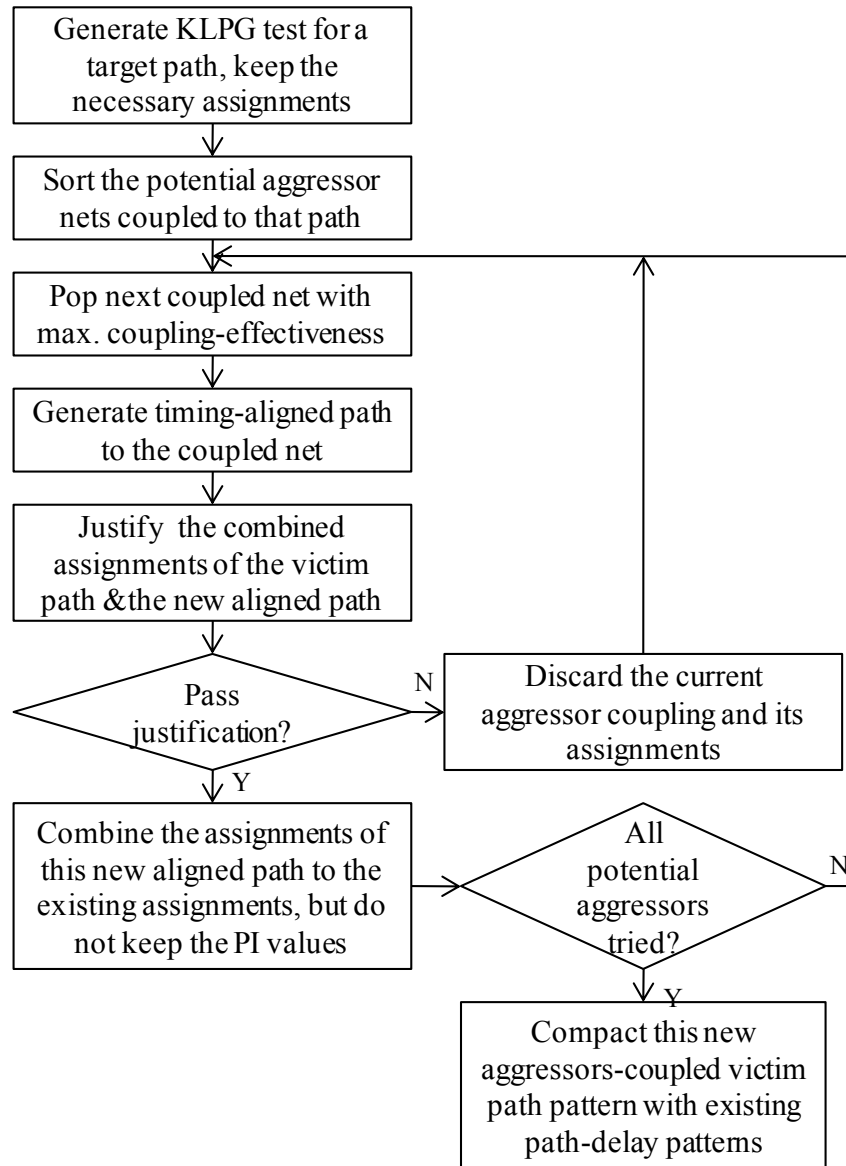 Generate KLPG test for a
target path, keep the
necessary assignments
Sort the potential aggressor
nets coupled to that path
Pop next coupled net with
max. coupling-effectiveness
Generate timing-aligned path
to the coupled net
Justify the combined
assignments of the victim
path &the new aligned path
Pass
justification?
N
Discard the current
aggressor coupling and its
assignments
Y
Combine the assignments of
this new aligned path to the
existing assignments, but do
not keep the PI values
All
potential
aggressors
tried?
N
Y
Compact this new
aggressors-coupled victim
path pattern with existing
path-delay patterns